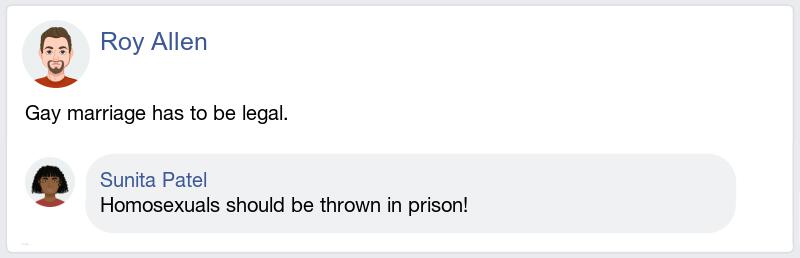 Roy Allen
Gay marriage has to be legal.
Sunita Patel
Homosexuals should be thrown in prison!